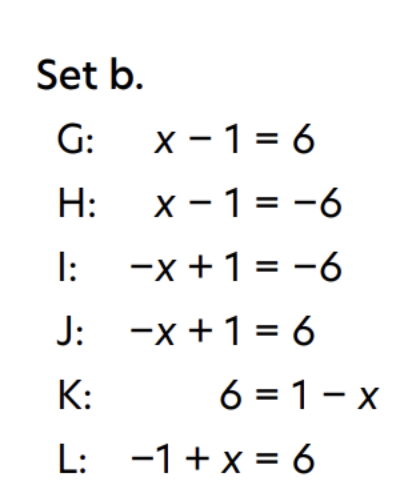 Set b.
G: x − 1 = 6
H: x − 1 = −6
I: −x + 1 = −6
J: −x + 1 = 6
K: 6 = 1 − x
L: −1 + x = 6